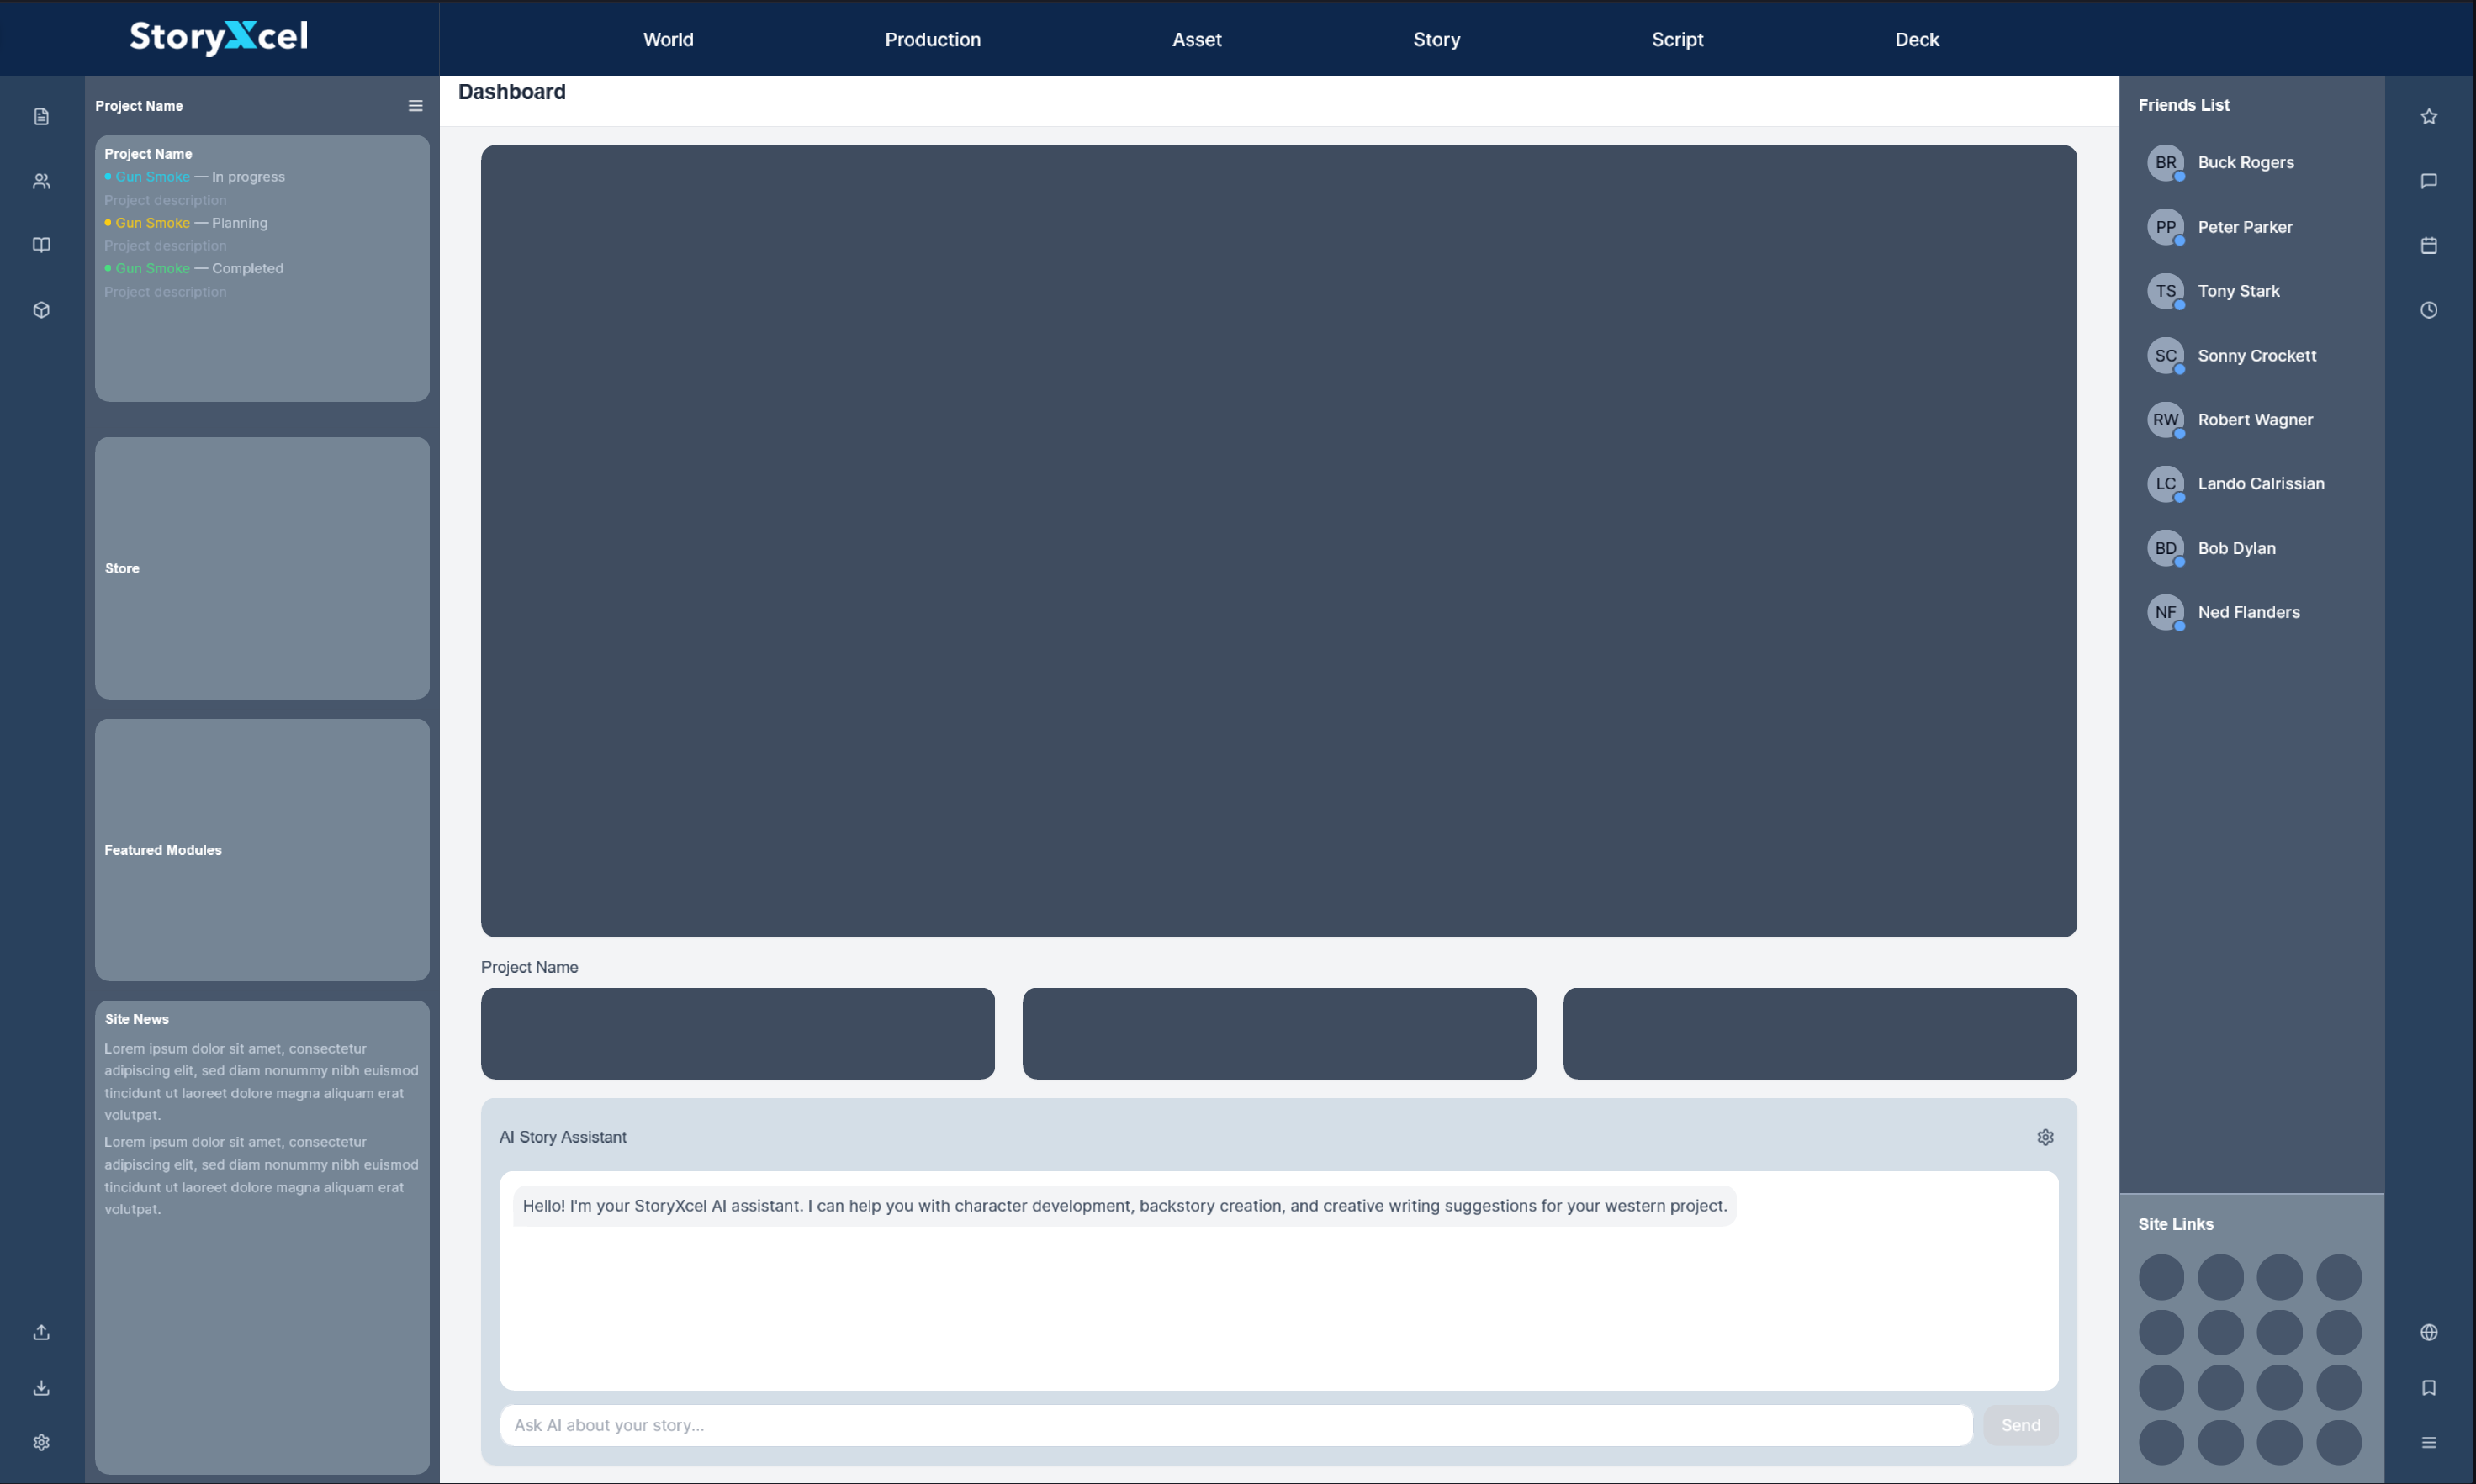 StoryXcel
World
Production
Asset
Story
Script
Deck
Project Name
Project Name
Gun Smoke — In progress
Project description
Gun Smoke — Planning
Project description
Gun Smoke — Completed
Project description
Store
Featured Modules
Site News
Lorem ipsum dolor sit amet, consectetur
adipiscing elit, sed diam nonummy nibh euismod
tincidunt ut laoreet dolore magna aliquam erat
volutpat.
Lorem ipsum dolor sit amet, consectetur
adipiscing elit, sed diam nonummy nibh euismod
tincidunt ut laoreet dolore magna aliquam erat
volutpat.
Dashboard
Project Name
AI Story Assistant
Hello! I'm your StoryXcel AI assistant. I can help you with character development, backstory creation, and creative writing suggestions for your western project.
Ask AI about your story...
Send
Friends List
BR Buck Rogers
PP Peter Parker
TS Tony Stark
SC Sonny Crockett
RW Robert Wagner
LC Lando Calrissian
BD Bob Dylan
NF Ned Flanders
Site Links